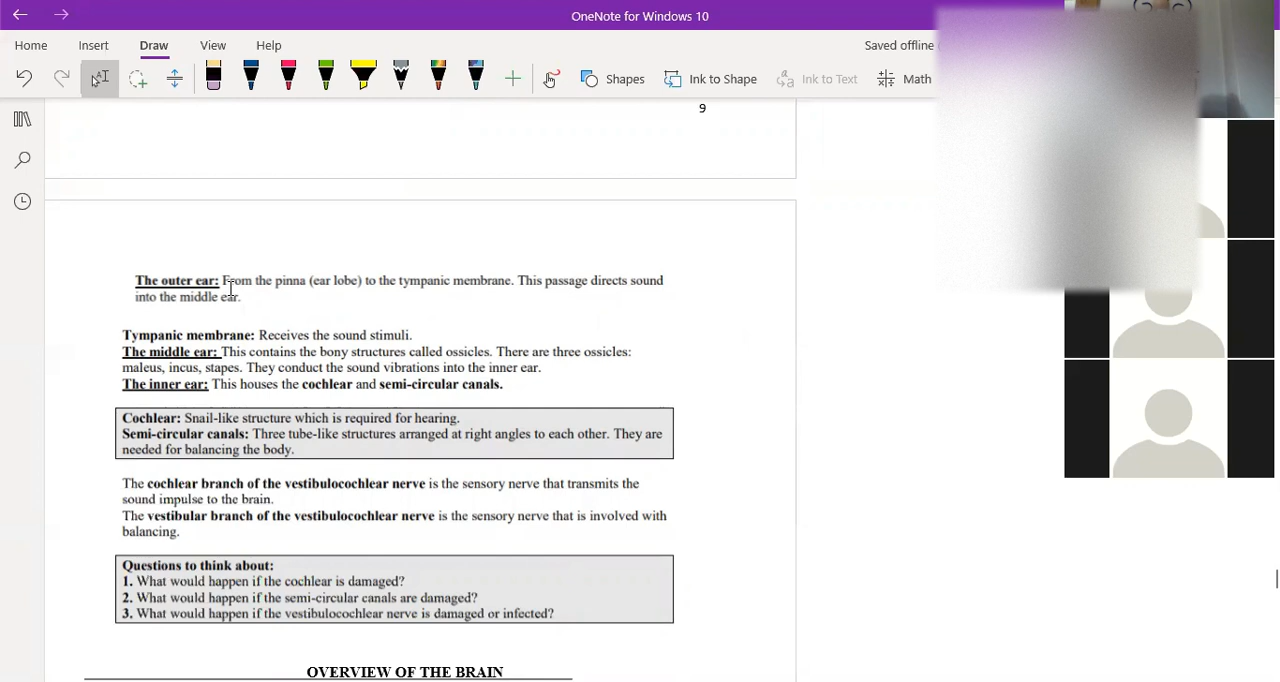 OneNote for Windows 10
Home Insert Draw View Help Saved offline
Shapes Ink to Shape Ink to Text Math
9
The outer ear: From the pinna (ear lobe) to the tympanic membrane. This passage directs sound
into the middle ear.
Tympanic membrane: Receives the sound stimuli.
The middle ear: This contains the bony structures called ossicles. There are three ossicles:
maleus, incus, stapes. They conduct the sound vibrations into the inner ear.
The inner ear: This houses the cochlear and semi-circular canals.
Cochlear: Snail-like structure which is required for hearing.
Semi-circular canals: Three tube-like structures arranged at right angles to each other. They are
needed for balancing the body.
The cochlear branch of the vestibulocochlear nerve is the sensory nerve that transmits the
sound impulse to the brain.
The vestibular branch of the vestibulocochlear nerve is the sensory nerve that is involved with
balancing.
Questions to think about:
1. What would happen if the cochlear is damaged?
2. What would happen if the semi-circular canals are damaged?
3. What would happen if the vestibulocochlear nerve is damaged or infected?
OVERVIEW OF THE BRAIN